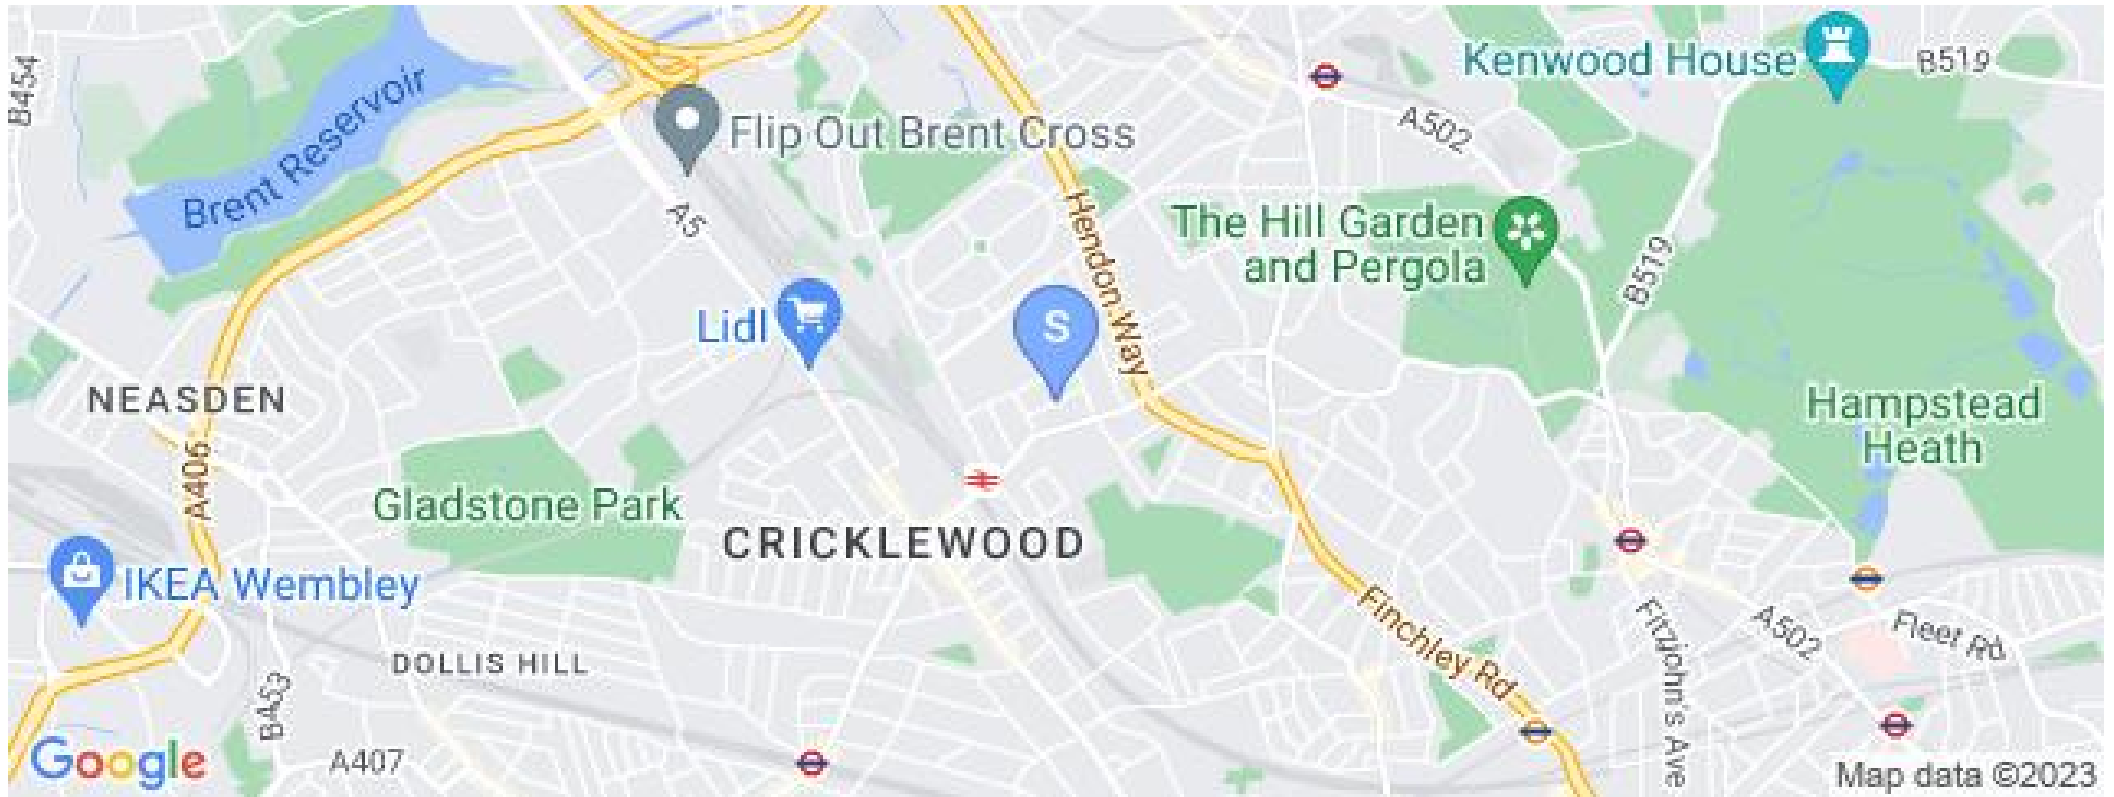 B454
Brent Reservoir
Flip Out Brent Cross
A5
Hendon Way
A502
Kenwood House
B519
The Hill Garden
and Pergola
B519
Lidl
S
NEASDEN
A406
Gladstone Park
CRICKLEWOOD
Hampstead
Heath
IKEA Wembley
DOLLIS HILL
B453
A407
Finchley Rd
Fitzjohn's Ave
A502
Fleet Rd
Google
Map data ©2023